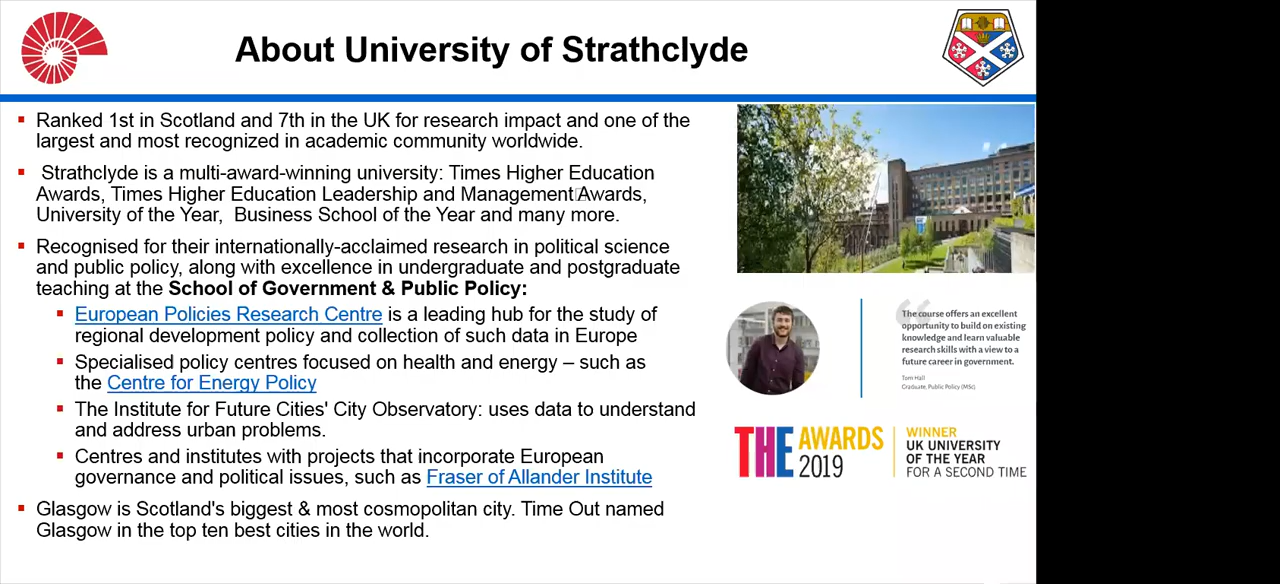 About University of Strathclyde
Ranked 1st in Scotland and 7th in the UK for research impact and one of the
largest and most recognized in academic community worldwide.
Strathclyde is a multi-award-winning university: Times Higher Education
Awards, Times Higher Education Leadership and Management Awards,
University of the Year, Business School of the Year and many more.
Recognised for their internationally-acclaimed research in political science
and public policy, along with excellence in undergraduate and postgraduate
teaching at the School of Government & Public Policy:
European Policies Research Centre is a leading hub for the study of
regional development policy and collection of such data in Europe
Specialised policy centres focused on health and energy – such as
the Centre for Energy Policy
The Institute for Future Cities' City Observatory: uses data to understand
and address urban problems.
Centres and institutes with projects that incorporate European
governance and political issues, such as Fraser of Allander Institute
Glasgow is Scotland's biggest & most cosmopolitan city. Time Out named
Glasgow in the top ten best cities in the world.
The course offers an excellent
opportunity to build on existing
knowledge and learn valuable
research skills with a view to a
future career in government.
Tom Hall
Graduate, Public Policy (MSc)
THE AWARDS
2019
WINNER
UK UNIVERSITY
OF THE YEAR
FOR A SECOND TIME